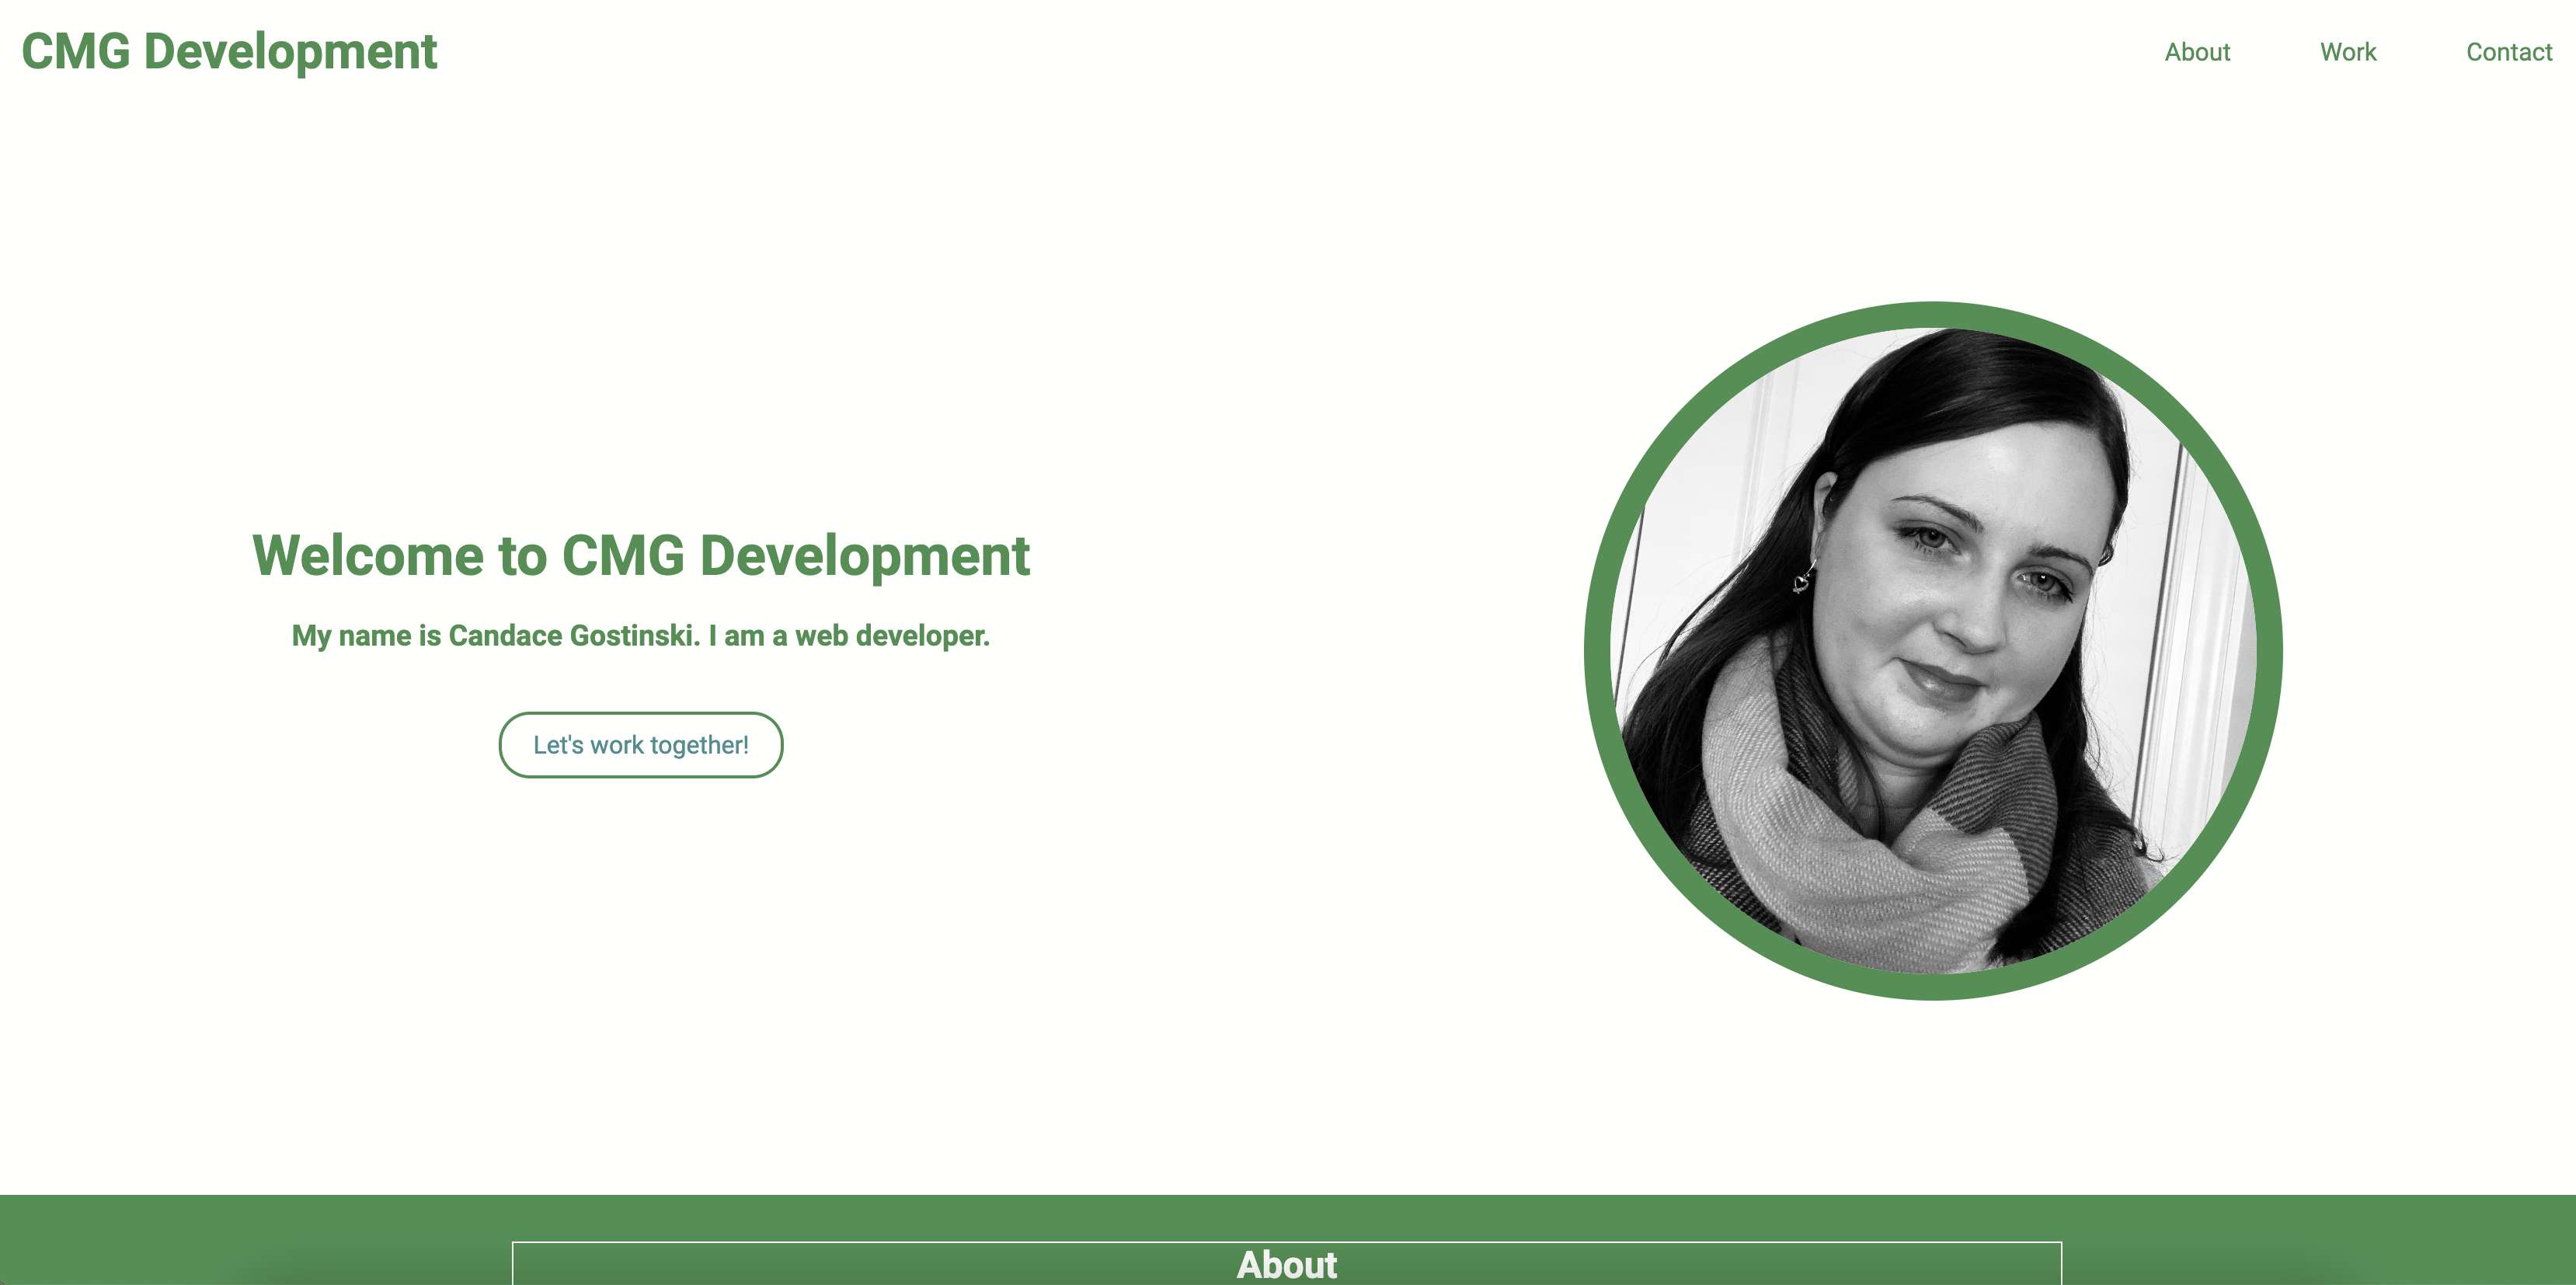 CMG Development
About
Work
Contact
Welcome to CMG Development
My name is Candace Gostinski. I am a web developer.
Let's work together!
About